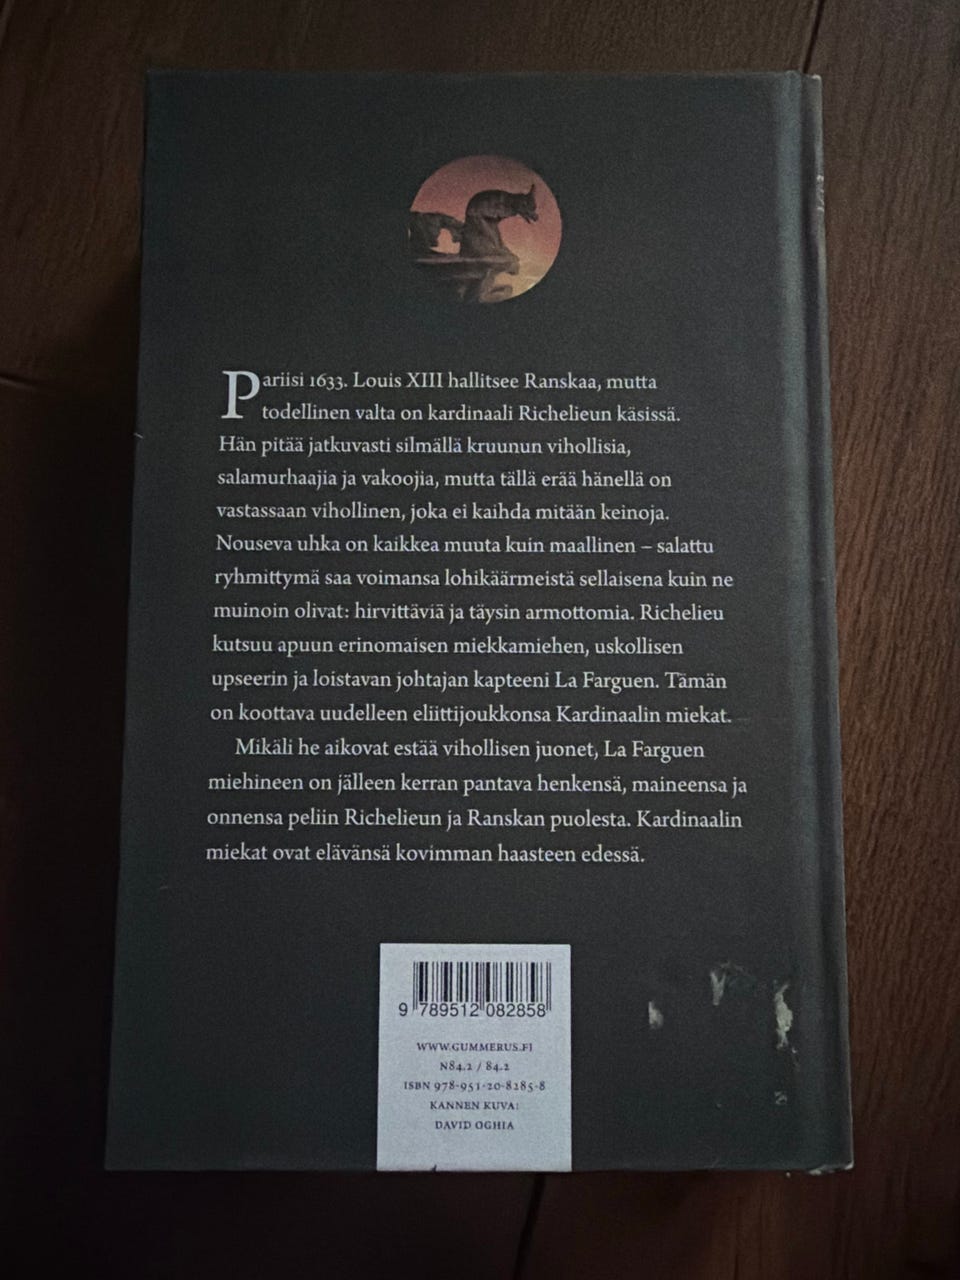 Pariisi 1633. Louis XIII hallitsee Ranskaa, mutta
todellinen valta on kardinaali Richelieun käsissä.
Hän pitää jatkuvasti silmällä kruunun vihollisia,
salamurhaajia ja vakoojia, mutta tällä erää hänellä on
vastassaan vihollinen, joka ei kaihda mitään keinoja.
Nouseva uhka on kaikkea muuta kuin maallinen – salattu
ryhmittymä saa voimansa lohikäärmeistä sellaisena kuin ne
muinoin olivat: hirvittäviä ja täysin armottomia. Richelieu
kutsuu apuun erinomaisen miekkamiehen, uskollisen
upseerin ja loistavan johtajan kapteeni La Farguen. Tämän
on koottava uudelleen eliittijoukkonsa Kardinaalin miekat.
Mikäli he aikovat estää vihollisen juonet, La Farguen
miehineen on jälleen kerran pantava henkensä, maineensa ja
onnensa peliin Richelieun ja Ranskan puolesta. Kardinaalin
miekat ovat elävänsä kovimman haasteen edessä.
9 789512 082858
WWW.GUMMERUS.FI
N84.2 / 84.2
ISBN 978-951-20-8285-8
KANNEN KUVA:
DAVID OGHIA